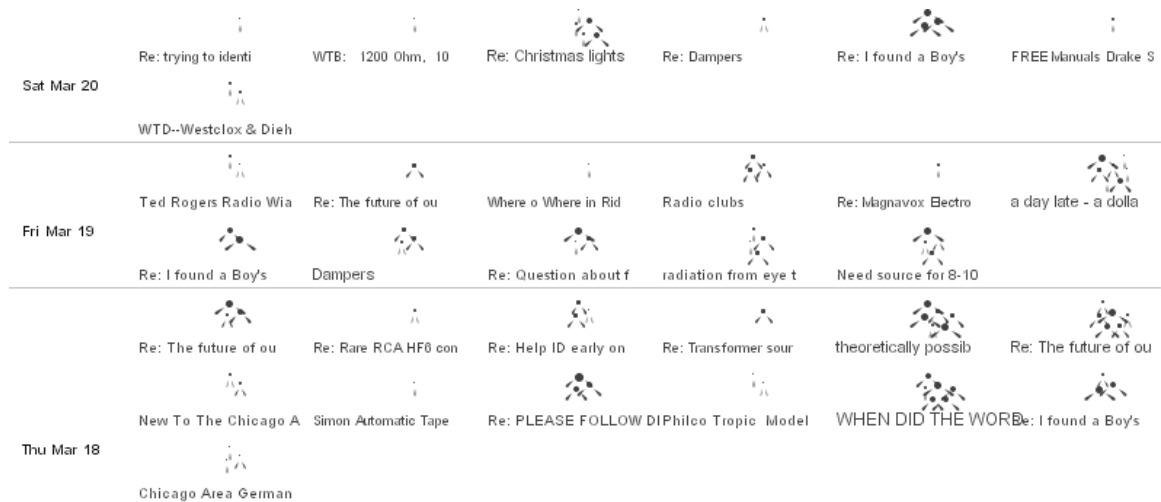 Re: trying to identi WTB: 1200 Ohm, 10 Re: Christmas lights Re: Dampers Re: I found a Boy's FREE Manuals Drake S
Sat Mar 20
WTD--Westclox & Dieh
Ted Rogers Radio Wia Re: The future of ou Where o Where in Rid Radio clubs Re: Magnavox Electro a day late - a dolla
Fri Mar 19
Re: I found a Boy's Dampers Re: Question about f radiation from eye t Need source for 8-10
Re: The future of ou Re: Rare RCA HF6 con Re: Help ID early on Re: Transformer sour theoretically possib Re: The future of ou
New To The Chicago A Simon Automatic Tape Re: PLEASE FOLLOW DI Philco Tropic Model WHEN DID THE WORD Re: I found a Boy's
Thu Mar 18
Chicago Area German